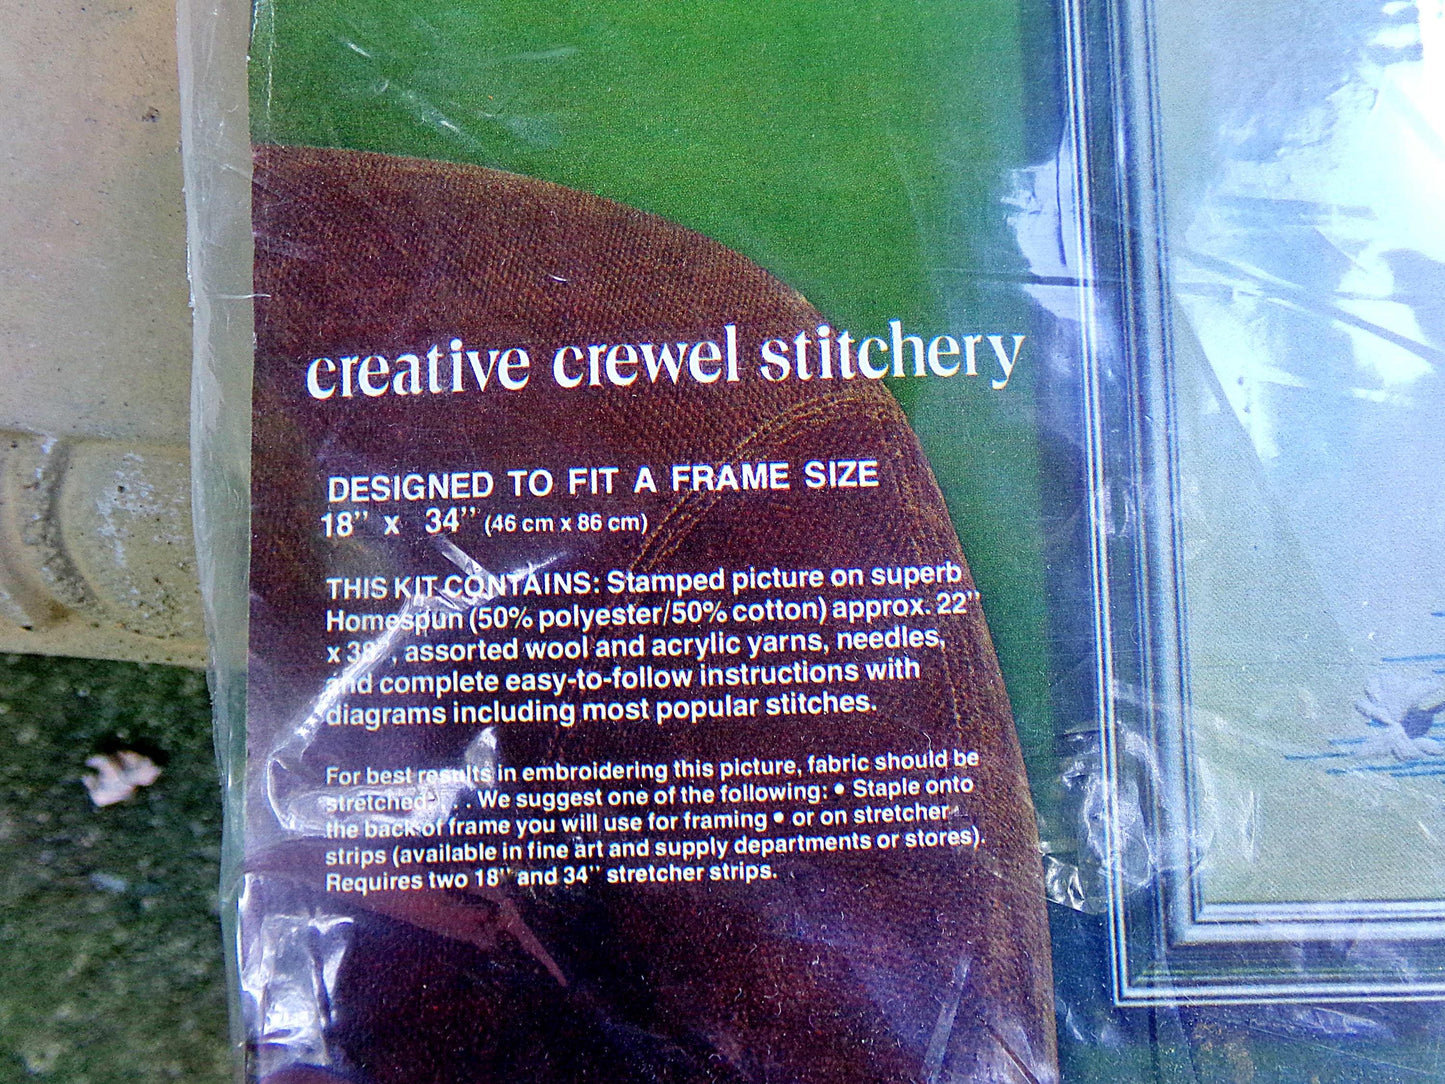 creative crewel stitchery
DESIGNED TO FIT A FRAME SIZE
18" x 34" (46 cm x 86 cm)
THIS KIT CONTAINS: Stamped picture on superb
Homespun (50% polyester/50% cotton) approx. 22"
x 38", assorted wool and acrylic yarns, needles,
and complete easy-to-follow instructions with
diagrams including most popular stitches.
For best results in embroidering this picture, fabric should be
stretched . . . We suggest one of the following: • Staple onto
the back of frame you will use for framing • or on stretcher
strips (available in fine art and supply departments or stores).
Requires two 18" and 34" stretcher strips.